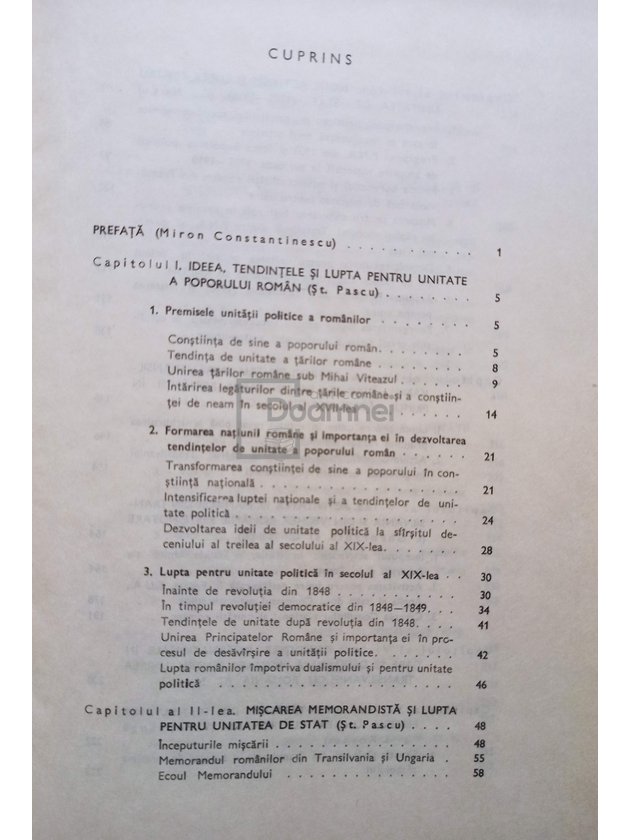 CUPRINS
PREFAȚĂ (Miron Constantinescu) . . . . . . . . . . . 1
Capitolul I. IDEEA, TENDINȚELE ȘI LUPTA PENTRU UNITATE
A POPORULUI ROMÂN (Șt. Pascu) . . . . . . . . 5
1. Premisele unității politice a românilor . . . . . . . . 5
Conștiința de sine a poporului român. . . . . . . . 5
Tendința de unitate a țărilor române . . . . . . . . 8
Unirea țărilor române sub Mihai Viteazul . . . . . . 9
Întărirea legăturilor dintre țările române și a conștiin-
ței de neam în secolul al XVII-lea . . . . . . . . 14
2. Formarea națiunii române și importanța ei în dezvoltarea
tendințelor de unitate a poporului român . . . . . . 21
Transformarea conștiinței de sine a poporului în con-
știință națională . . . . . . . . . . . . . . . . 21
Intensificarea luptei naționale și a tendințelor de uni-
tate politică . . . . . . . . . . . . . . . . . . 24
Dezvoltarea ideii de unitate politică la sfîrșitul de-
ceniului al treilea al secolului al XIX-lea. . . . . . . 28
3. Lupta pentru unitate politică în secolul al XIX-lea . . 30
Înainte de revoluția din 1848 . . . . . . . . . . . 30
În timpul revoluției democratice din 1848—1849. . . . 34
Tendințele de unitate după revoluția din 1848. . . . . 41
Unirea Principatelor Române și importanța ei în pro-
cesul de desăvîrșire a unității politice. . . . . . . . 42
Lupta românilor împotriva dualismului și pentru unitate
politică . . . . . . . . . . . . . . . . . . . . 46
Capitolul al II-lea. MIȘCAREA MEMORANDISTĂ ȘI LUPTA
PENTRU UNITATEA DE STAT (Șt. Pascu) . . . . 48
Începuturile mișcării . . . . . . . . . . . . . . . 48
Memorandul românilor din Transilvania și Ungaria . 55
Ecoul Memorandului . . . . . . . . . . . . . . 58